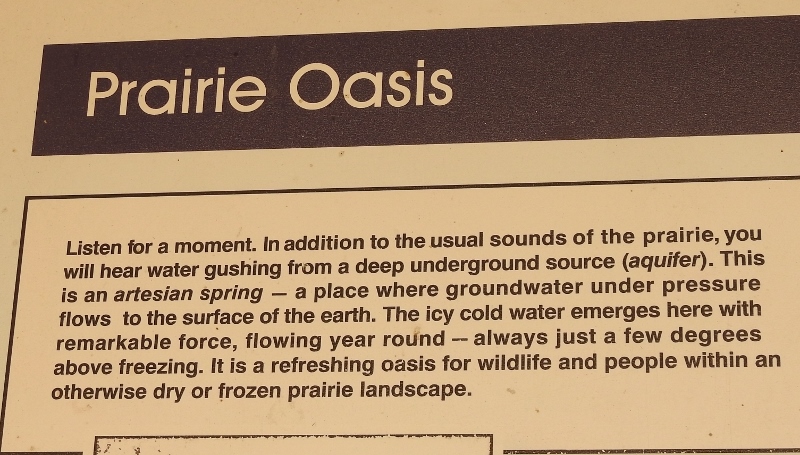 Prairie Oasis
Listen for a moment. In addition to the usual sounds of the prairie, you
will hear water gushing from a deep underground source (aquifer). This
is an artesian spring — a place where groundwater under pressure
flows to the surface of the earth. The icy cold water emerges here with
remarkable force, flowing year round -- always just a few degrees
above freezing. It is a refreshing oasis for wildlife and people within an
otherwise dry or frozen prairie landscape.